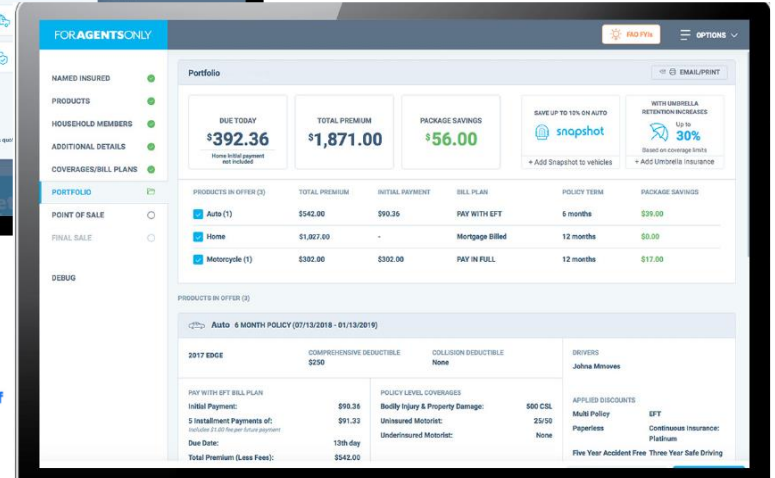 FORAGENTSONLY
FAO FYIs
OPTIONS
NAMED INSURED
PRODUCTS
HOUSEHOLD MEMBERS
ADDITIONAL DETAILS
COVERAGES/BILL PLANS
PORTFOLIO
POINT OF SALE
FINAL SALE
DEBUG
Portfolio
EMAIL/PRINT
DUE TODAY
$392.36
Home Initial payment
not included
TOTAL PREMIUM
$1,871.00
PACKAGE SAVINGS
$56.00
SAVE UP TO 10% ON AUTO
snapshot
+ Add Snapshot to vehicles
WITH UMBRELLA
RETENTION INCREASES
Up to
30%
Based on coverage limits
+ Add Umbrella Insurance
PRODUCTS IN OFFER (3) TOTAL PREMIUM INITIAL PAYMENT BILL PLAN POLICY TERM PACKAGE SAVINGS
Auto (1) $542.00 $90.36 PAY WITH EFT 6 months $39.00
Home $1,027.00 - Mortgage Billed 12 months $0.00
Motorcycle (1) $302.00 $302.00 PAY IN FULL 12 months $17.00
PRODUCTS IN OFFER (3)
Auto 6 MONTH POLICY (07/13/2018 - 01/13/2019)
2017 EDGE
COMPREHENSIVE DEDUCTIBLE
$250
COLLISION DEDUCTIBLE
None
DRIVERS
Johna Mmoves
PAY WITH EFT BILL PLAN
Initial Payment: $90.36
5 Installment Payments of: $91.33
Includes $1.00 fee per future payment
Due Date: 13th day
Total Premium (Less Fees): $542.00
POLICY LEVEL COVERAGES
Bodily Injury & Property Damage: 500 CSL
Uninsured Motorist: 25/50
Underinsured Motorist: None
APPLIED DISCOUNTS
Multi Policy EFT
Paperless Continuous Insurance:
Platinum
Five Year Accident Free Three Year Safe Driving